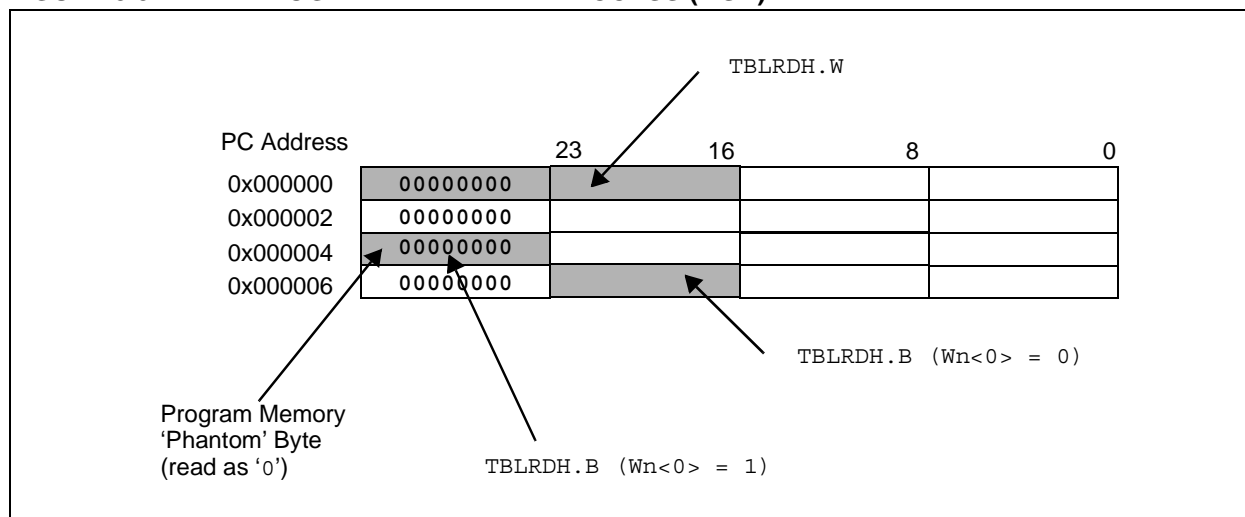 TBLRDH.W
PC Address 23 16 8 0
0x000000 00000000
0x000002 00000000
0x000004 00000000
0x000006 00000000
TBLRDH.B (Wn<0> = 0)
Program Memory
‘Phantom’ Byte
(read as ‘0’)
TBLRDH.B (Wn<0> = 1)